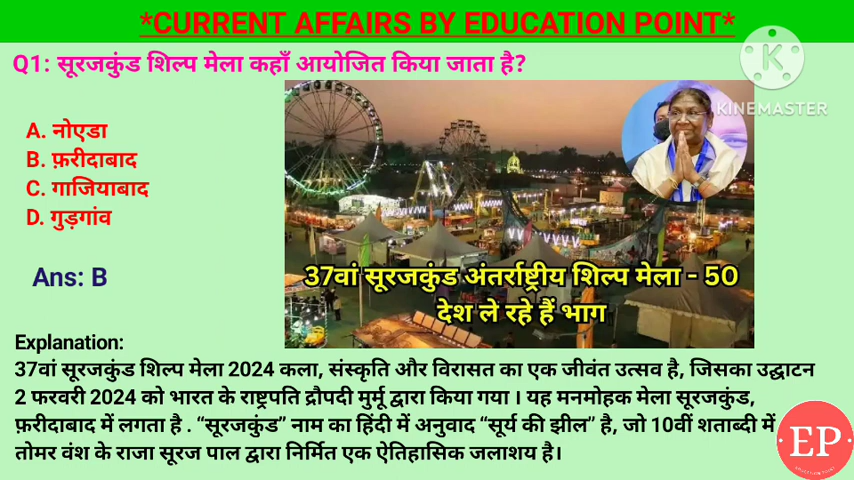 *CURRENT AFFAIRS BY EDUCATION POINT*
Q1: सूरजकुंड शिल्प मेला कहाँ आयोजित किया जाता है?
K
KINEMASTER
A. नोएडा
B. फ़रीदाबाद
C. गाजियाबाद
D. गुड़गांव
Ans: B
37वां सूरजकुंड अंतर्राष्ट्रीय शिल्प मेला - 50
देश ले रहे हैं भाग
Explanation:
37वां सूरजकुंड शिल्प मेला 2024 कला, संस्कृति और विरासत का एक जीवंत उत्सव है, जिसका उद्घाटन
2 फरवरी 2024 को भारत के राष्ट्रपति द्रौपदी मुर्मू द्वारा किया गया । यह मनमोहक मेला सूरजकुंड,
फ़रीदाबाद में लगता है . “सूरजकुंड” नाम का हिंदी में अनुवाद “सूर्य की झील” है, जो 10वीं शताब्दी में
तोमर वंश के राजा सूरज पाल द्वारा निर्मित एक ऐतिहासिक जलाशय है।
EP